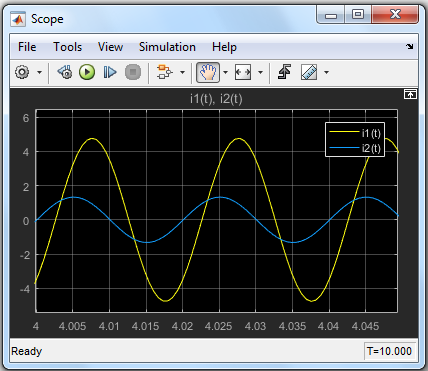 Scope
File Tools View Simulation Help
i1(t), i2(t)
i1(t)
i2(t)
6
4
2
0
-2
-4
4 4.005 4.01 4.015 4.02 4.025 4.03 4.035 4.04 4.045
Ready T=10.000